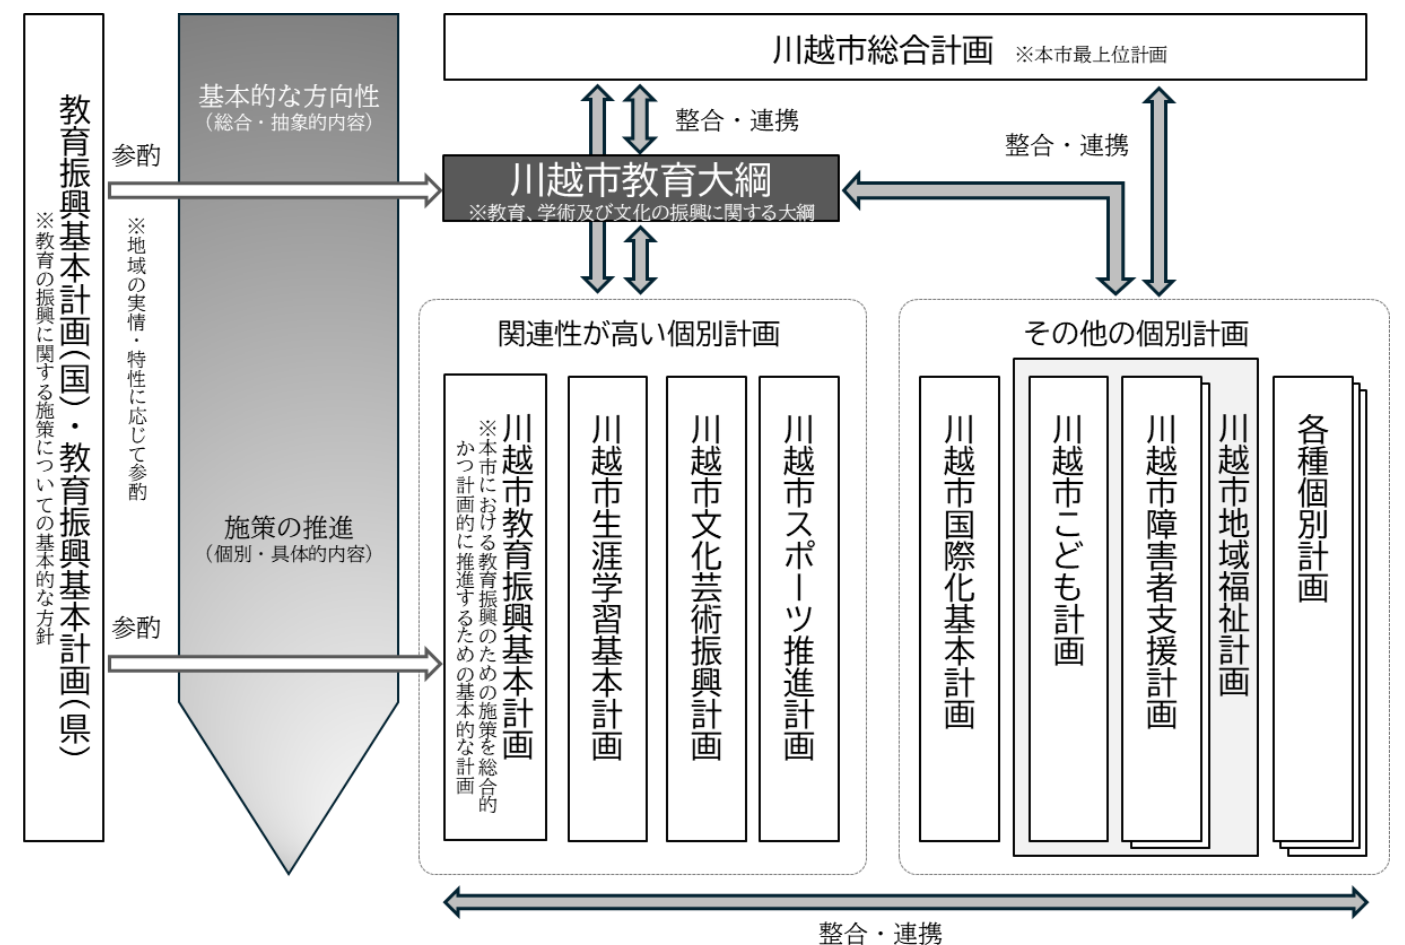 教育振興基本計画（国）・教育振興基本計画（県）
※教育の振興に関する施策についての基本的な方針
参酌
※地域の実情・特性に応じて参酌
参酌
基本的な方向性
（総合・抽象的内容）
施策の推進
（個別・具体的内容）
川越市総合計画 ※本市最上位計画
整合・連携
整合・連携
川越市教育大綱
※教育、学術及び文化の振興に関する大綱
関連性が高い個別計画
川越市教育振興基本計画
※本市における教育振興のための施策を総合的
かつ計画的に推進するための基本的な計画
川越市生涯学習基本計画
川越市文化芸術振興計画
川越市スポーツ推進計画
その他の個別計画
川越市国際化基本計画
川越市こども計画
川越市障害者支援計画
川越市地域福祉計画
各種個別計画
整合・連携